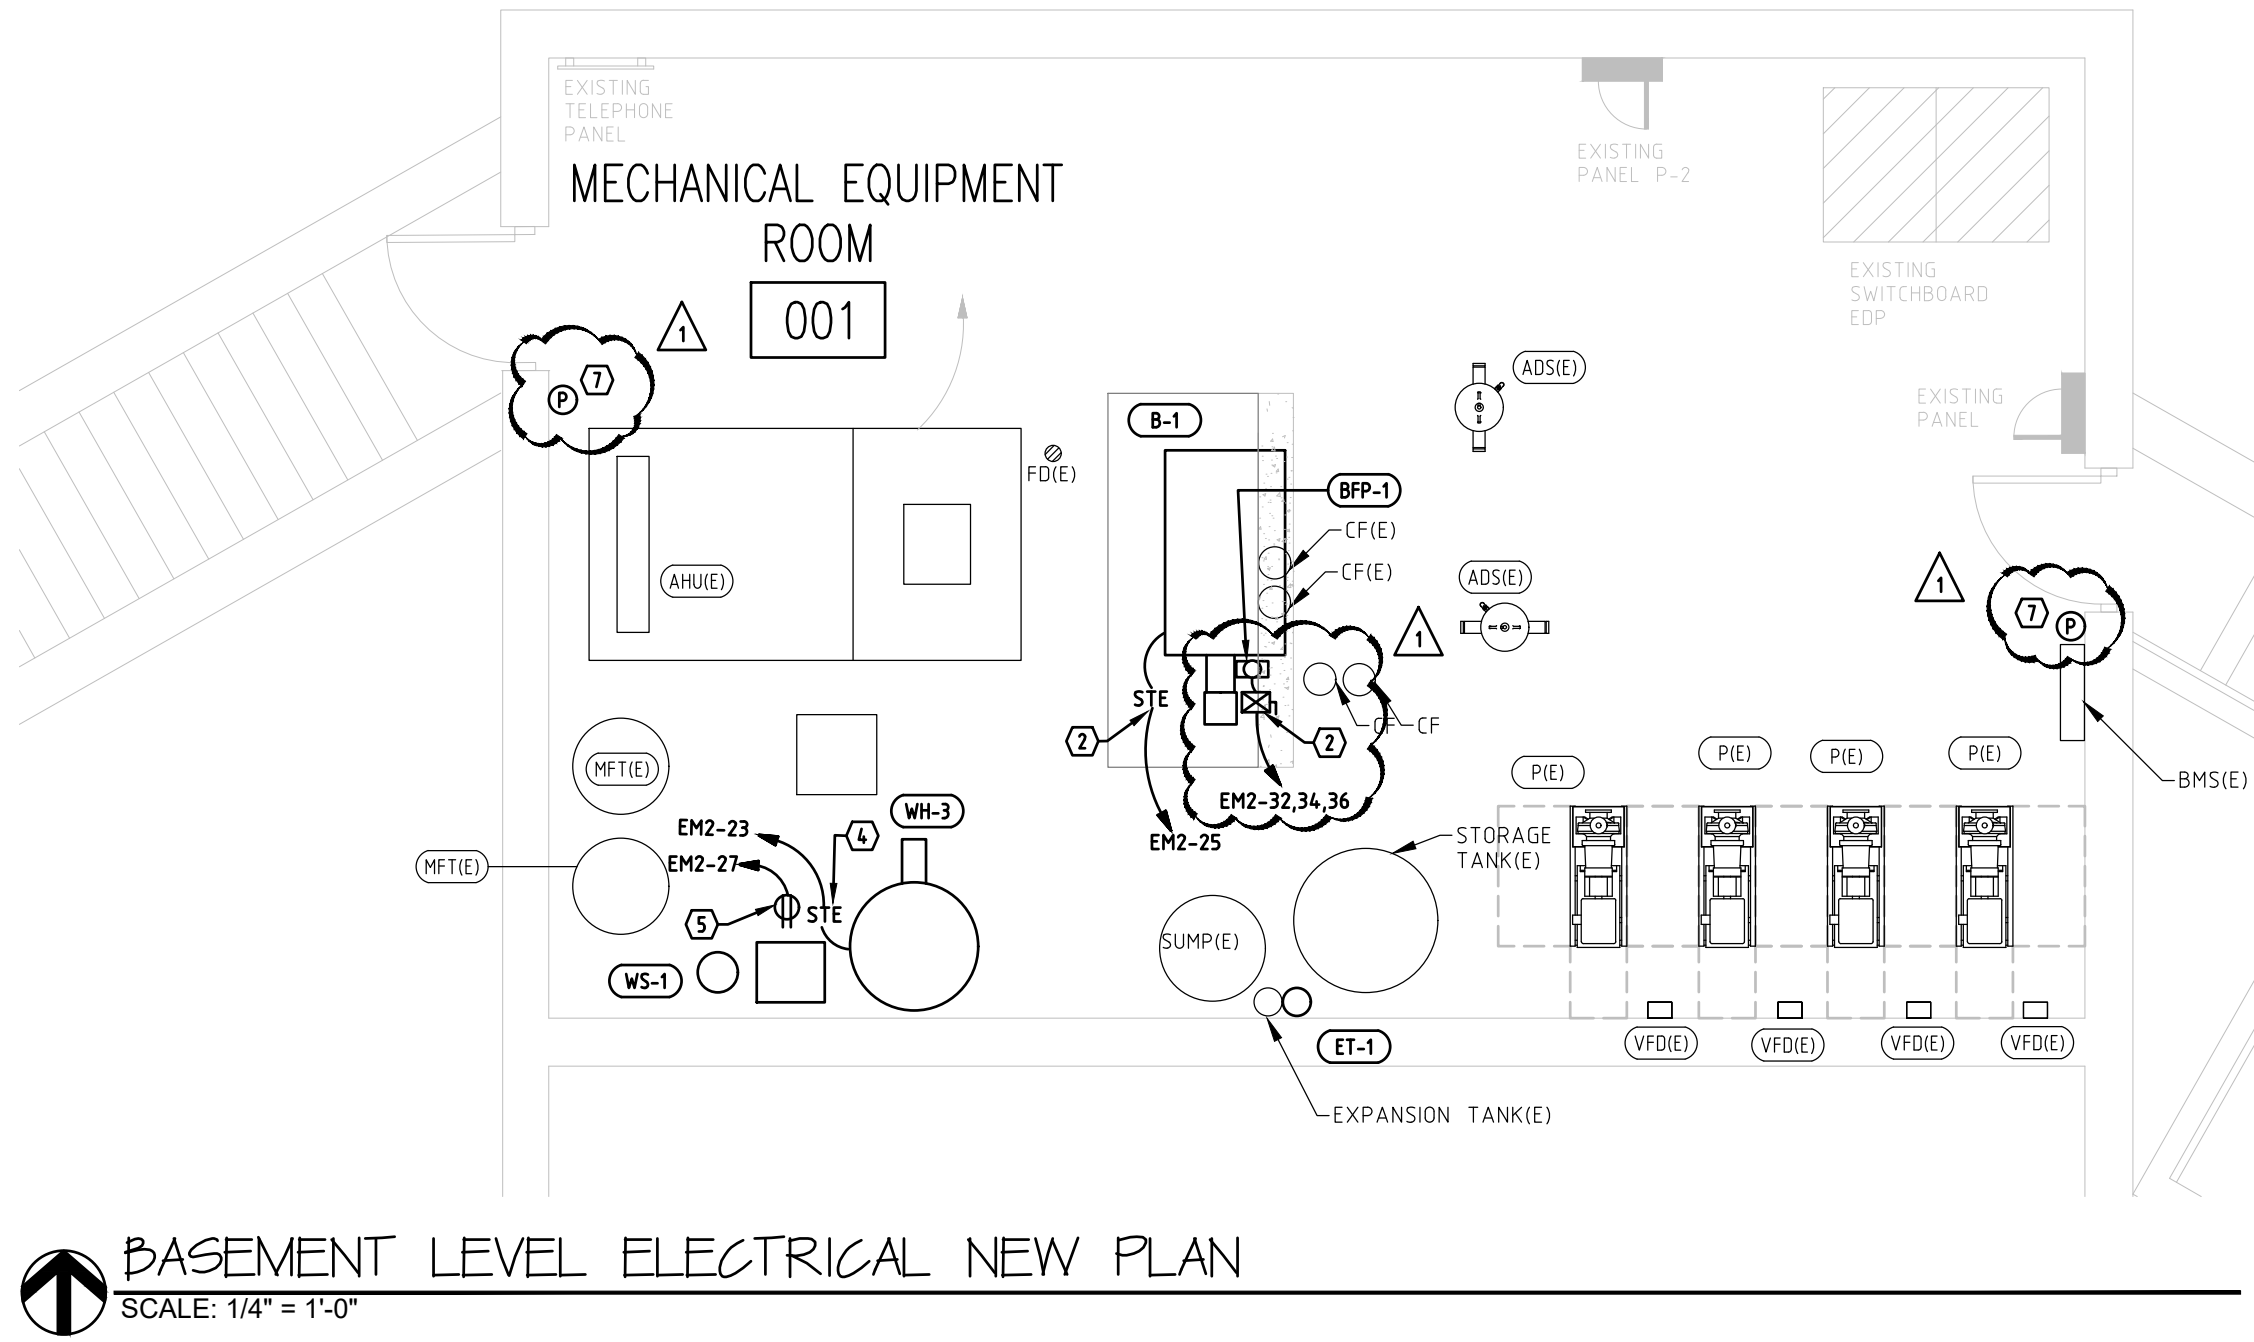 EXISTING
TELEPHONE
PANEL
EXISTING
PANEL P-2
MECHANICAL EQUIPMENT
ROOM
001
EXISTING
SWITCHBOARD
EDP
1
7
P
ADS(E)
EXISTING
PANEL
B-1
FD(E)
BFP-1
CF(E)
CF(E)
AHU(E)
ADS(E)
1
1
7
P
STE
2
2
CF
CF
P(E)
P(E)
P(E)
P(E)
BMS(E)
MFT(E)
EM2-32,34,36
EM2-25
WH-3
EM2-23
4
EM2-27
MFT(E)
STORAGE
TANK(E)
STE
5
SUMP(E)
WS-1
ET-1
VFD(E)
VFD(E)
VFD(E)
VFD(E)
EXPANSION TANK(E)
BASEMENT LEVEL ELECTRICAL NEW PLAN
SCALE: 1/4" = 1'-0"